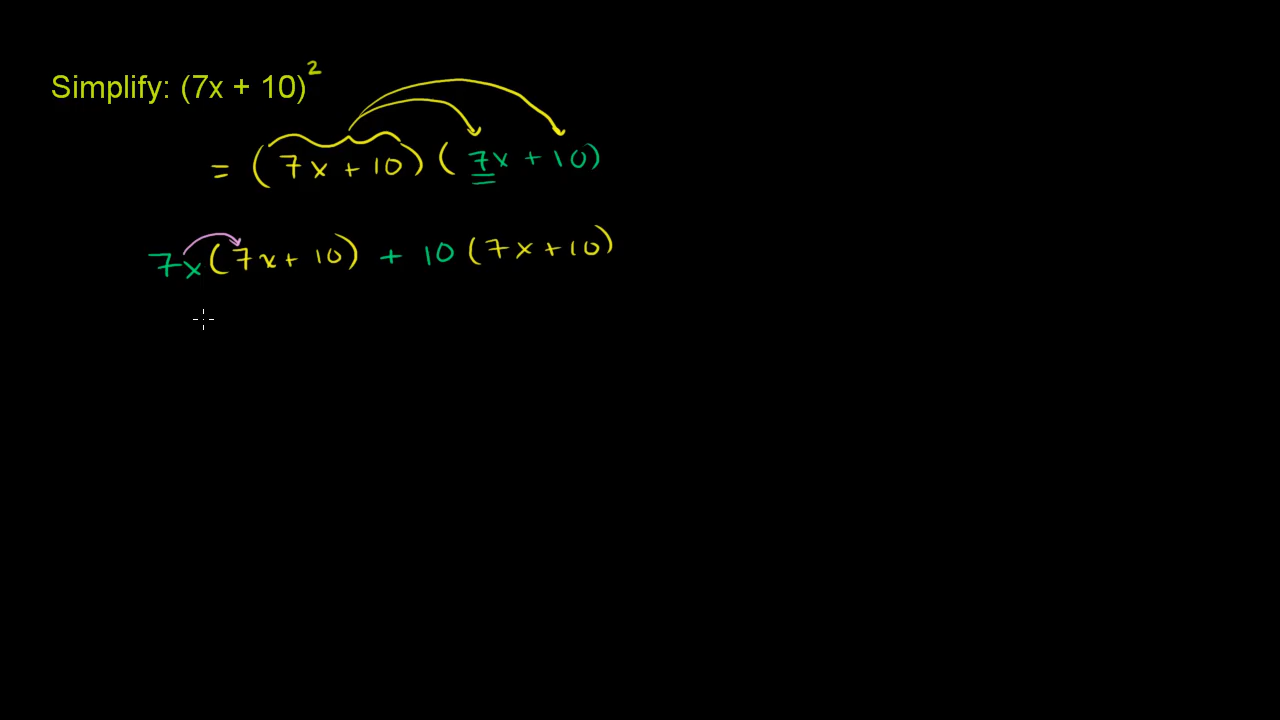 Simplify: (7x + 10)²
= (7x + 10)(7x + 10)
7x(7x + 10) + 10(7x + 10)